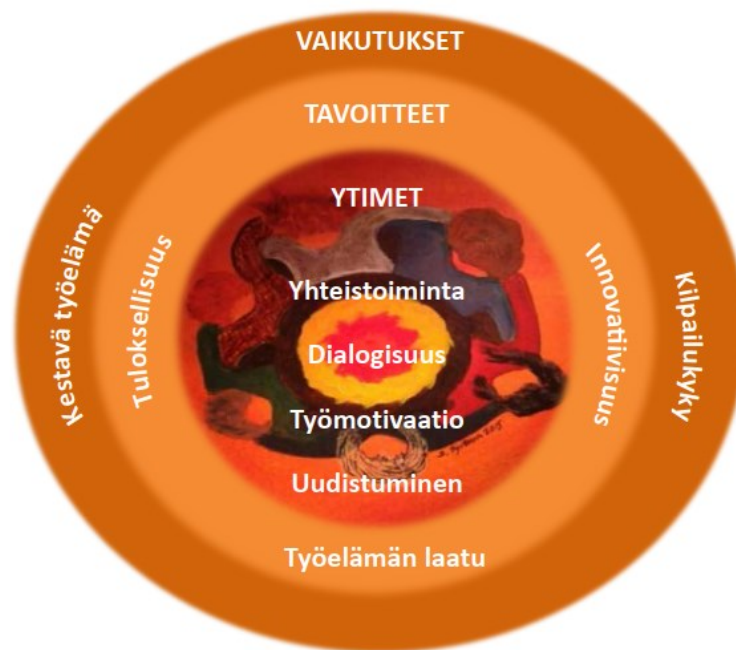 VAIKUTUKSET
TAVOITTEET
YTIMET
Kestävä työelämä
Tuloksellisuus
Yhteistoiminta
Dialogisuus
Työmotivaatio
Uudistuminen
Innovatiivisuus
Kilpailukyky
Työelämän laatu